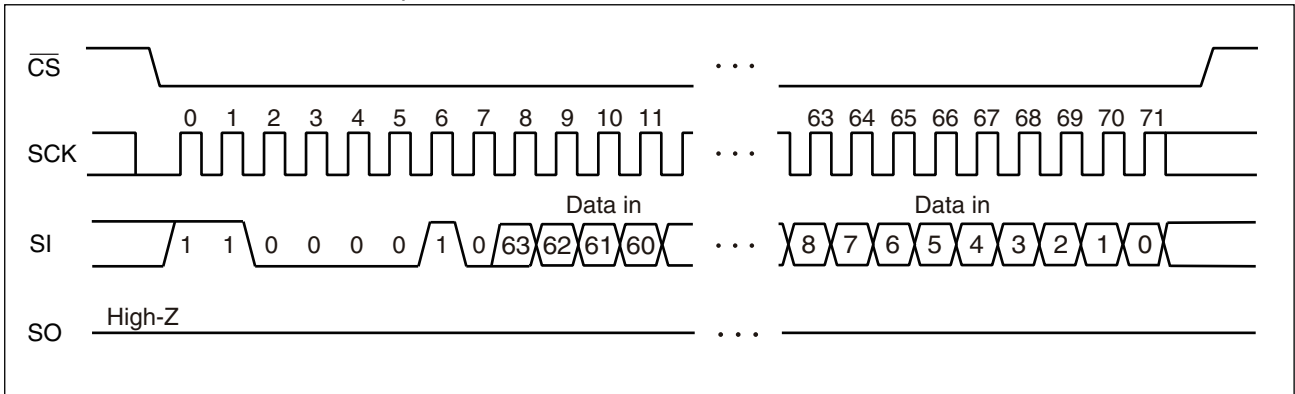 CS
· · ·
0 1 2 3 4 5 6 7 8 9 10 11 63 64 65 66 67 68 69 70 71
SCK
· · ·
Data in Data in
SI 1 1 0 0 0 0 1 0 63 62 61 60 · · · 8 7 6 5 4 3 2 1 0
High-Z
SO
· · ·